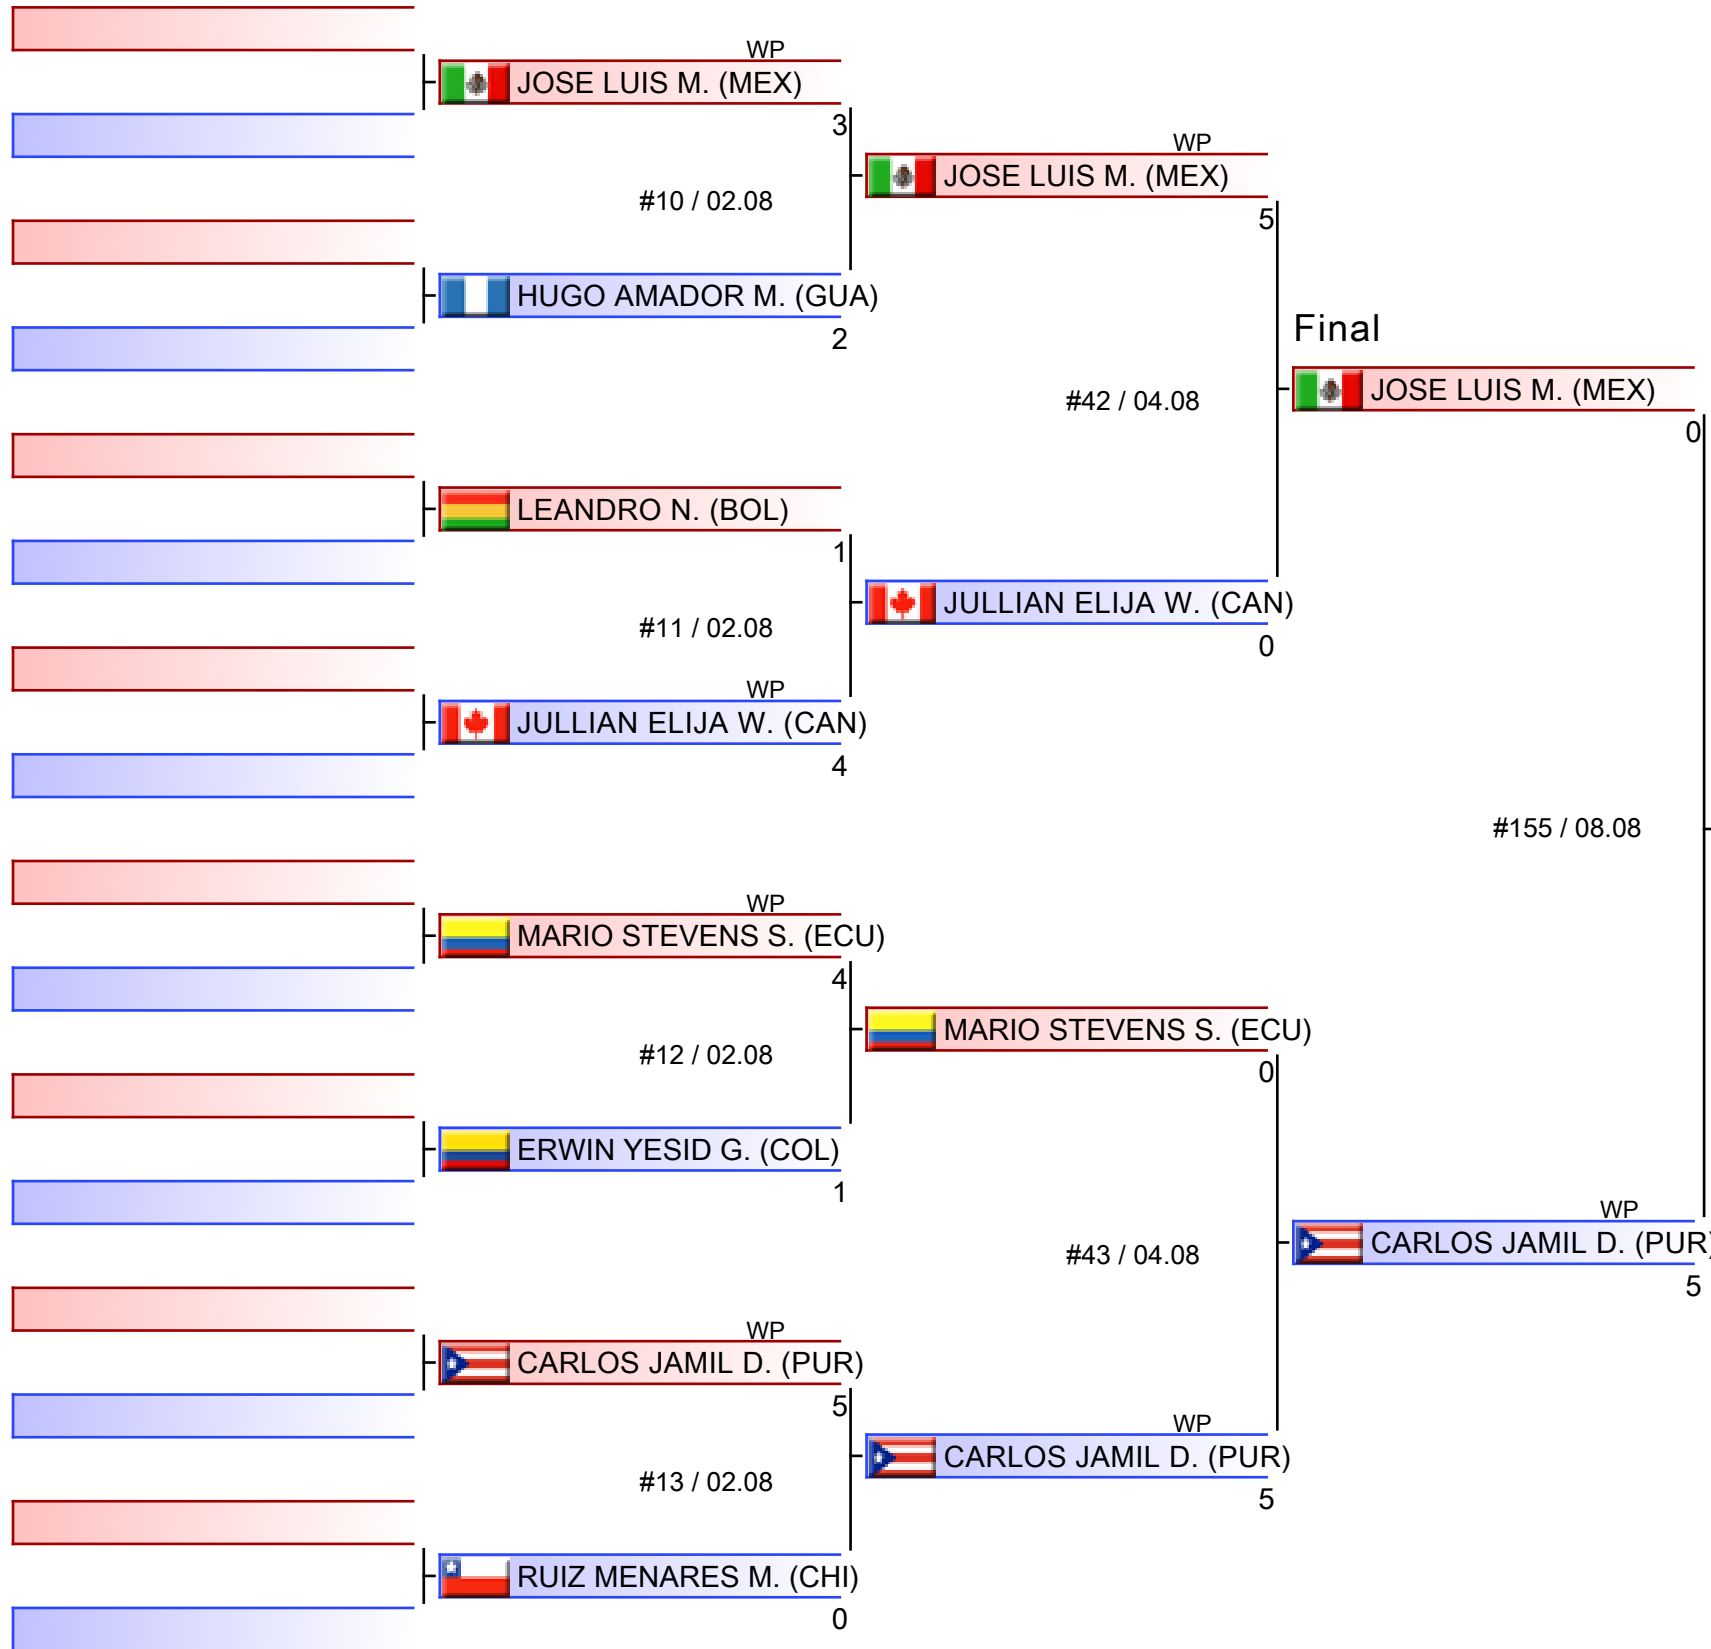 WP
JOSE LUIS M. (MEX)
3
#10 / 02.08
HUGO AMADOR M. (GUA)
2
LEANDRO N. (BOL)
1
#11 / 02.08
WP
JULLIAN ELIJA W. (CAN)
4
WP
MARIO STEVENS S. (ECU)
4
#12 / 02.08
ERWIN YESID G. (COL)
1
WP
CARLOS JAMIL D. (PUR)
5
#13 / 02.08
RUIZ MENARES M. (CHI)
0
WP
JOSE LUIS M. (MEX)
5
#42 / 04.08
JULLIAN ELIJA W. (CAN)
0
MARIO STEVENS S. (ECU)
0
#43 / 04.08
WP
CARLOS JAMIL D. (PUR)
5
Final
JOSE LUIS M. (MEX)
0
#155 / 08.08
WP
CARLOS JAMIL D. (PUR)
5